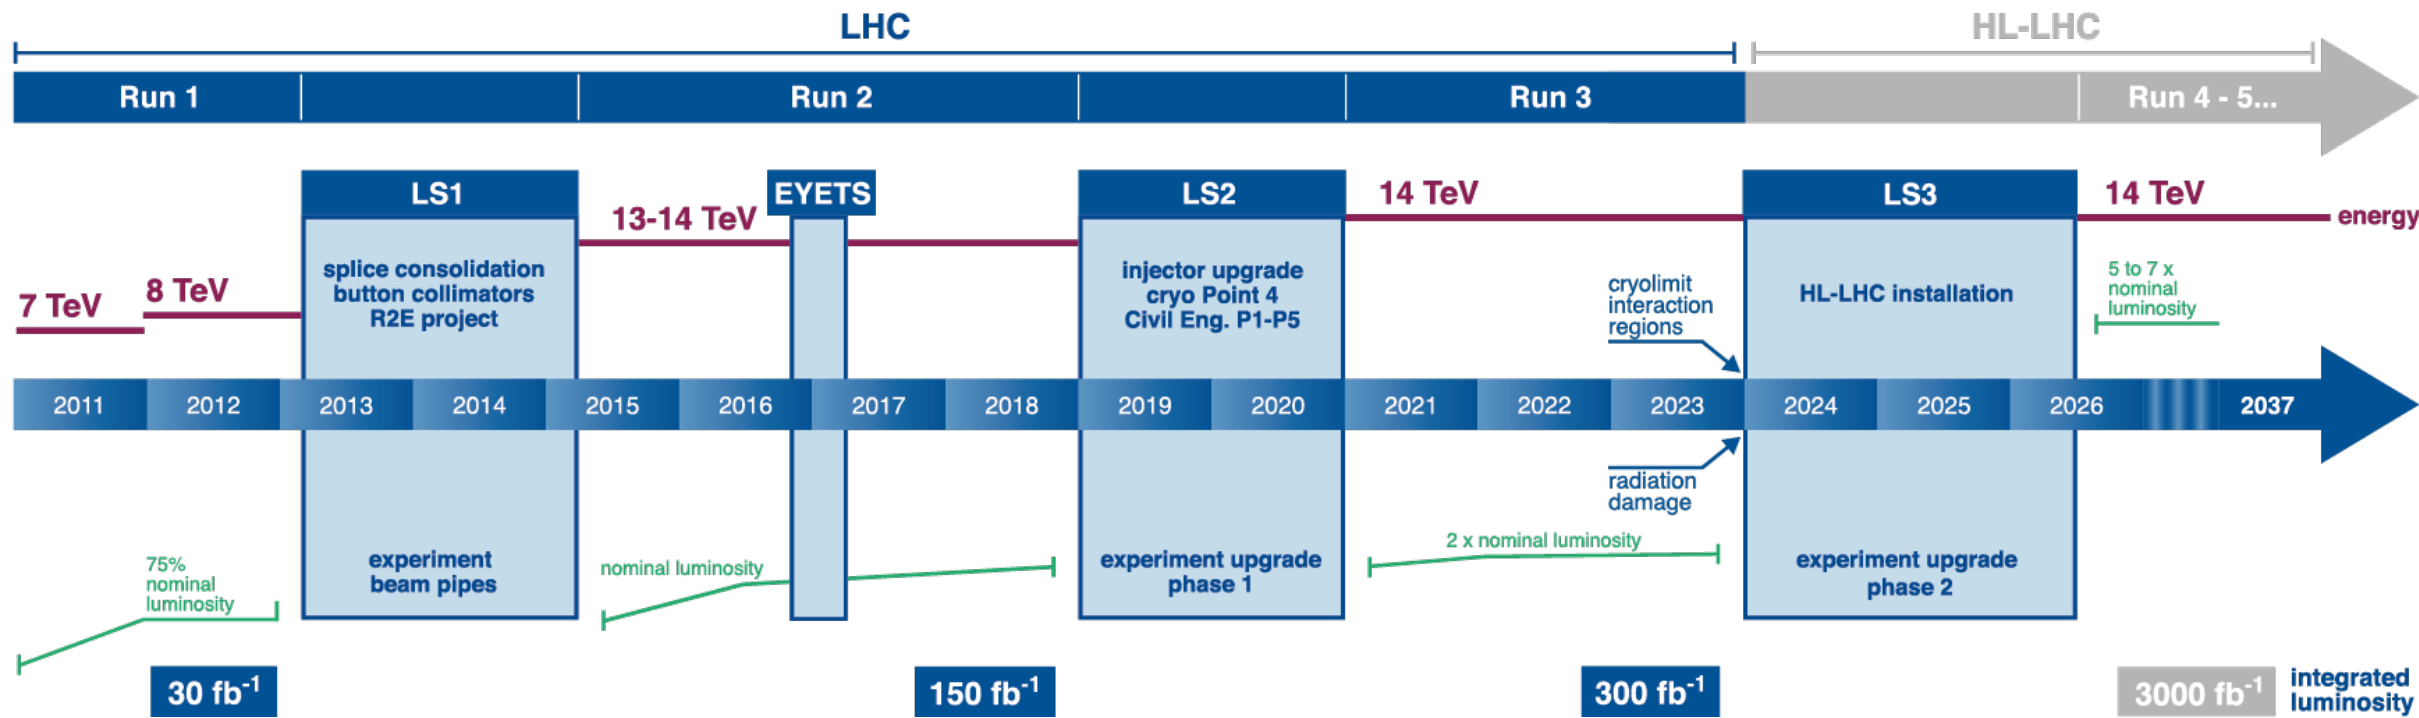 LHC
HL-LHC
Run 1
Run 2
Run 3
Run 4 - 5...
LS1
EYETS
LS2
14 TeV
LS3
14 TeV
13-14 TeV
energy
7 TeV
8 TeV
splice consolidation
button collimators
R2E project
injector upgrade
cryo Point 4
Civil Eng. P1-P5
cryolimit
interaction
regions
HL-LHC installation
5 to 7 x
nominal
luminosity
2011
2012
2013
2014
2015
2016
2017
2018
2019
2020
2021
2022
2023
2024
2025
2026
2037
radiation
damage
75%
nominal
luminosity
experiment
beam pipes
nominal luminosity
experiment upgrade
phase 1
2 x nominal luminosity
experiment upgrade
phase 2
30 fb-1
150 fb-1
300 fb-1
3000 fb-1
integrated
luminosity